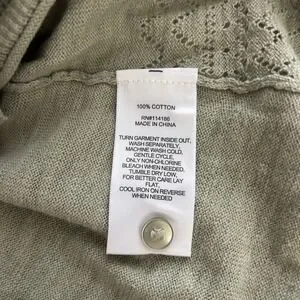 100% COTTON
RN#114186
MADE IN CHINA
TURN GARMENT INSIDE OUT,
WASH SEPARATELY,
MACHINE WASH COLD,
GENTLE CYCLE.
ONLY NON-CHLORINE
BLEACH WHEN NEEDED.
TUMBLE DRY LOW,
FOR BETTER CARE LAY
FLAT,
COOL IRON ON REVERSE
WHEN NEEDED